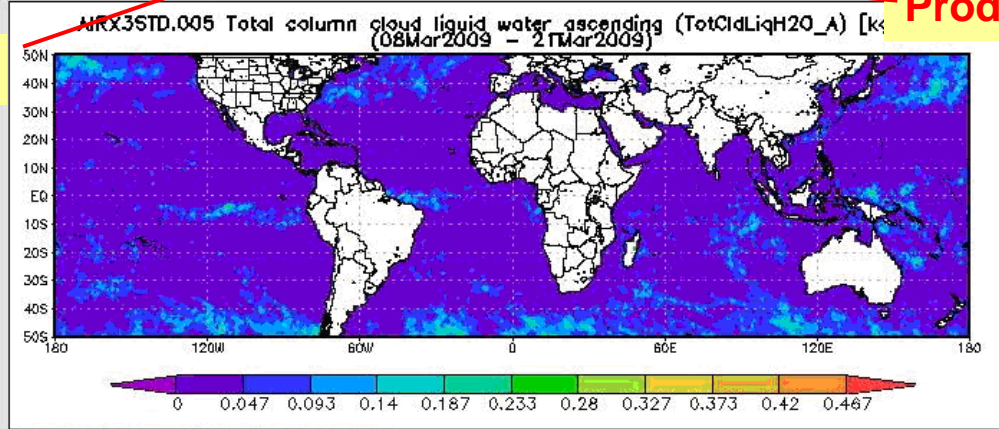 Prod
AIRX3STD.005 Total column cloud liquid water ascending (TotCldLiqH2O_A) [kg
(08Mar2009 – 21Mar2009)
50N
40N
30N
20N
10N
EQ
10S
20S
30S
40S
50S
180 120W 60W 0 60E 120E 180
0 0.047 0.093 0.14 0.187 0.233 0.28 0.327 0.373 0.42 0.467